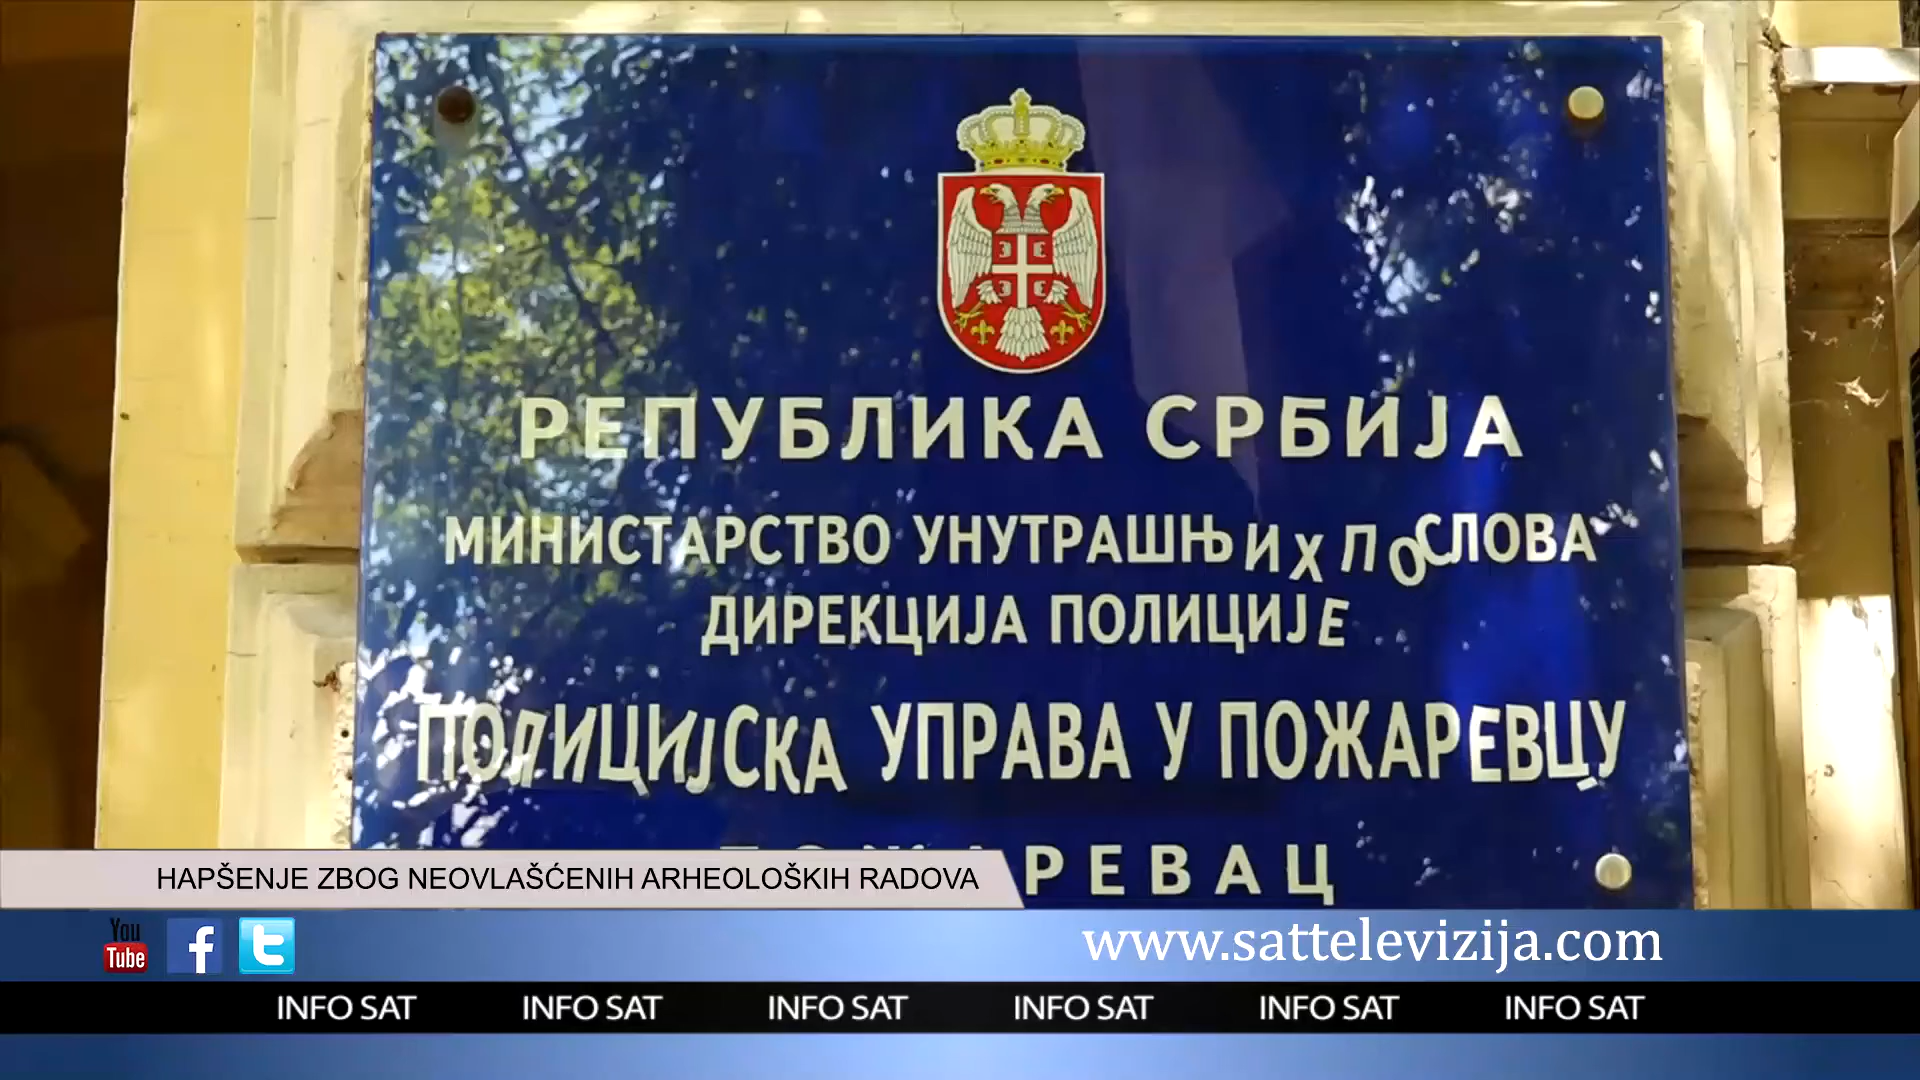 РЕПУБЛИКА СРБИЈА
МИНИСТАРСТВО УНУТРАШЊИХ ПОСЛОВА
ДИРЕКЦИЈА ПОЛИЦИЈЕ
ПОЛИЦИЈСКА УПРАВА У ПОЖАРЕВЦУ
ПОЖАРЕВАЦ
HAPŠENJE ZBOG NEOVLAŠĆENIH ARHEOLOŠKIH RADOVA
You Tube
www.sattelevizija.com
INFO SAT INFO SAT INFO SAT INFO SAT INFO SAT INFO SAT